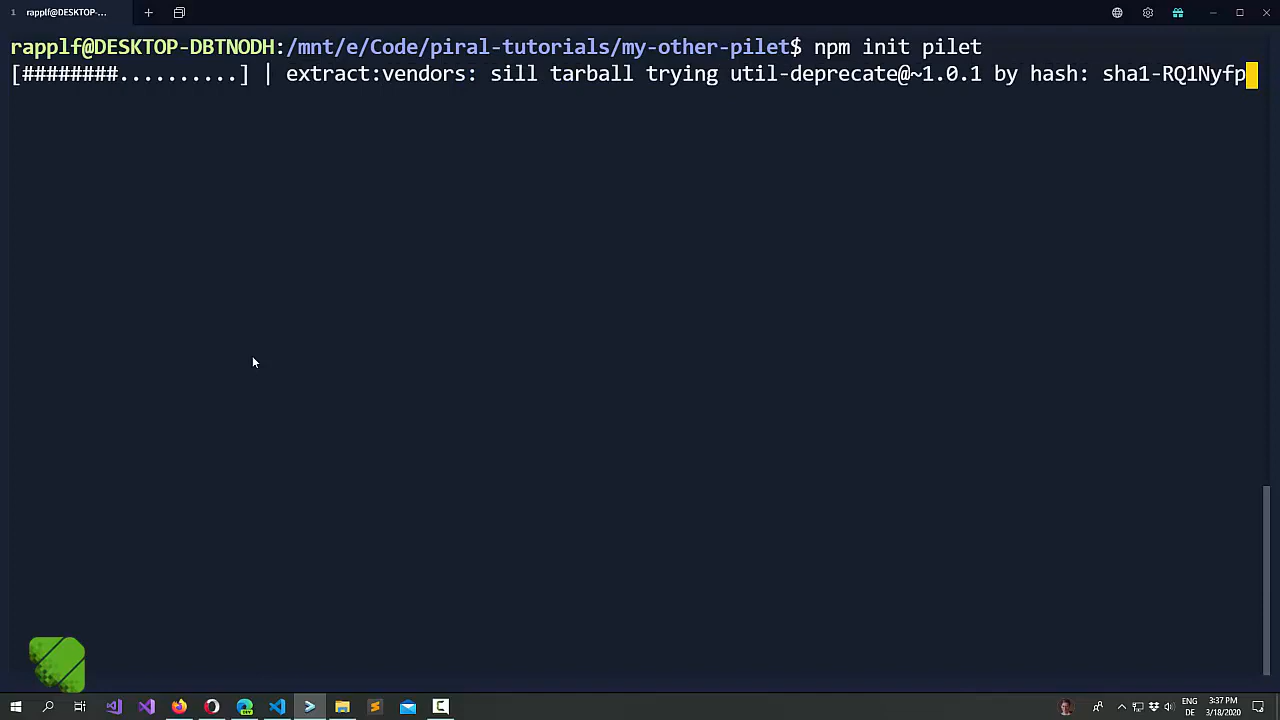 1 rapplf@DESKTOP-...
rapplf@DESKTOP-DBTNODH:/mnt/e/Code/piral-tutorials/my-other-pilet$ npm init pilet
[########..........] | extract:vendors: sill tarball trying util-deprecate@~1.0.1 by hash: sha1-RQ1Nyfp
ENG
DE
3:37 PM
3/18/2020